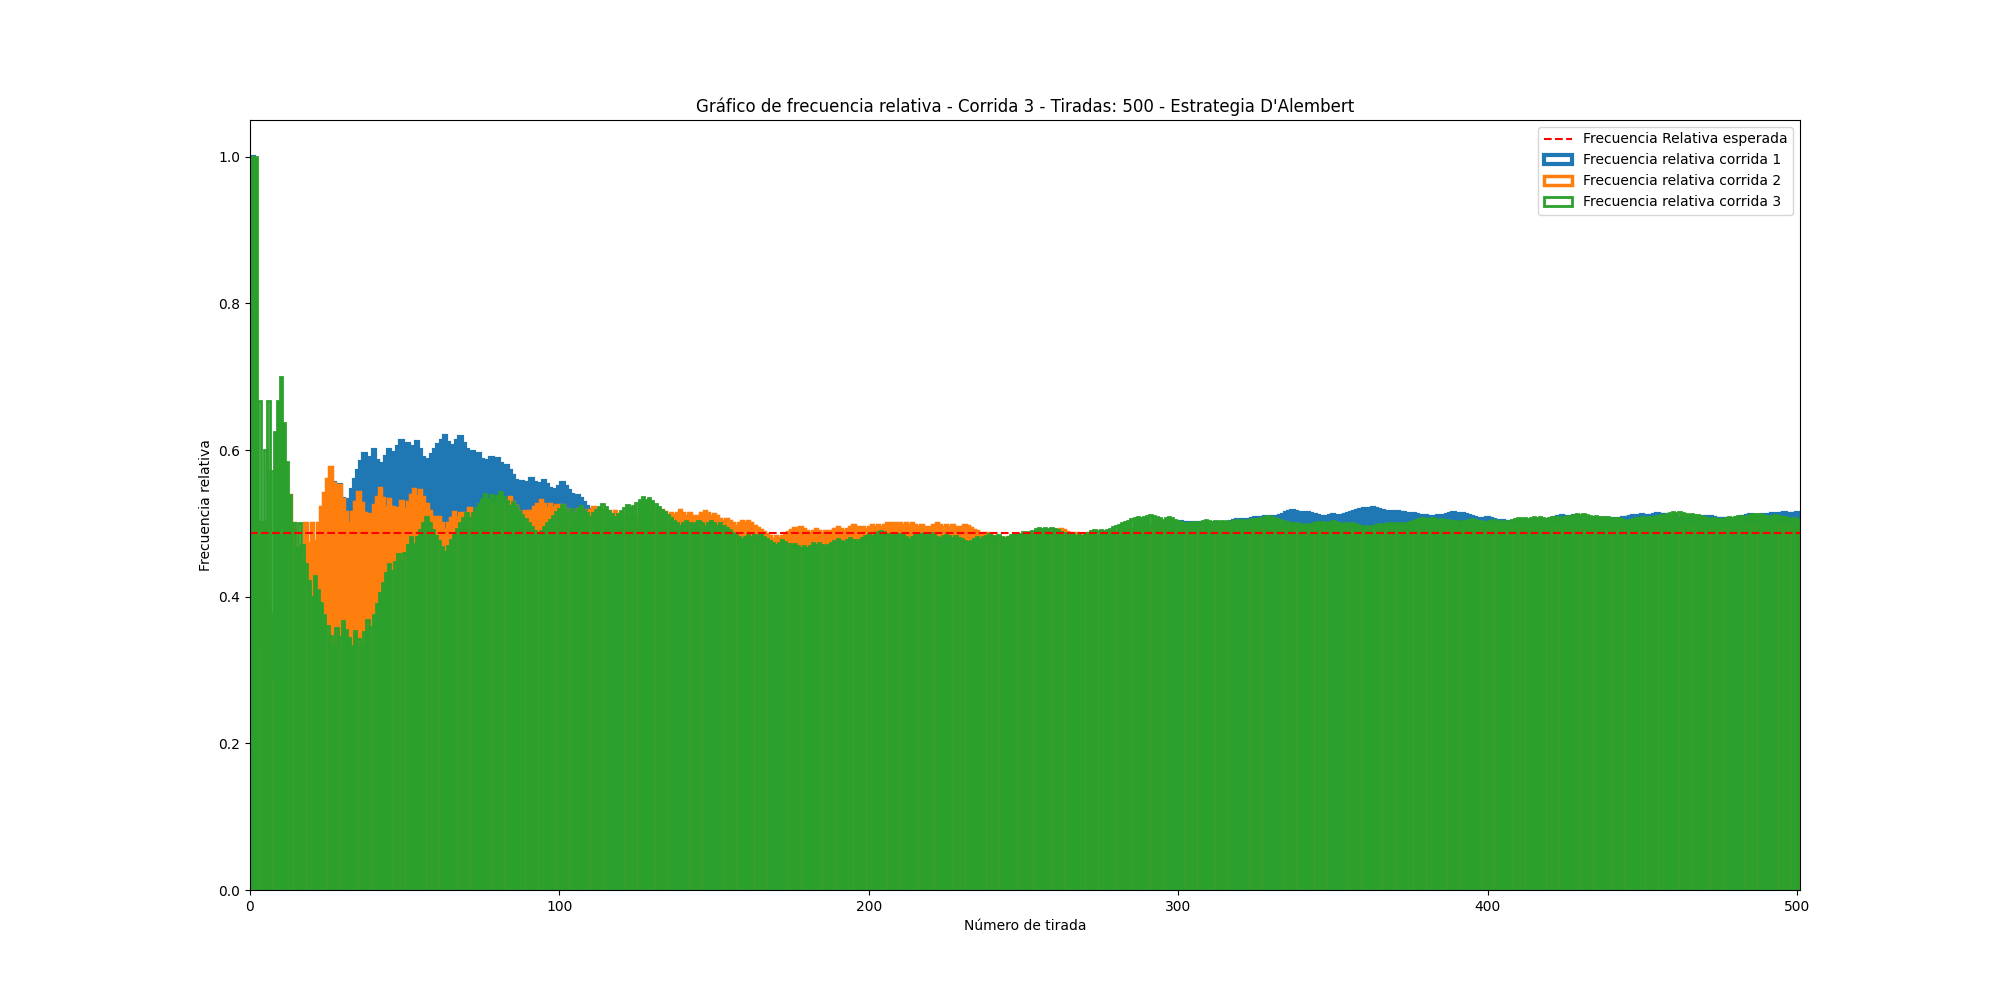 Gráfico de frecuencia relativa - Corrida 3 - Tiradas: 500 - Estrategia D'Alembert
Frecuencia Relativa esperada
Frecuencia relativa corrida 1
Frecuencia relativa corrida 2
Frecuencia relativa corrida 3
Frecuencia relativa
1.0
0.8
0.6
0.4
0.2
0.0
0 100 200 300 400 500
Número de tirada